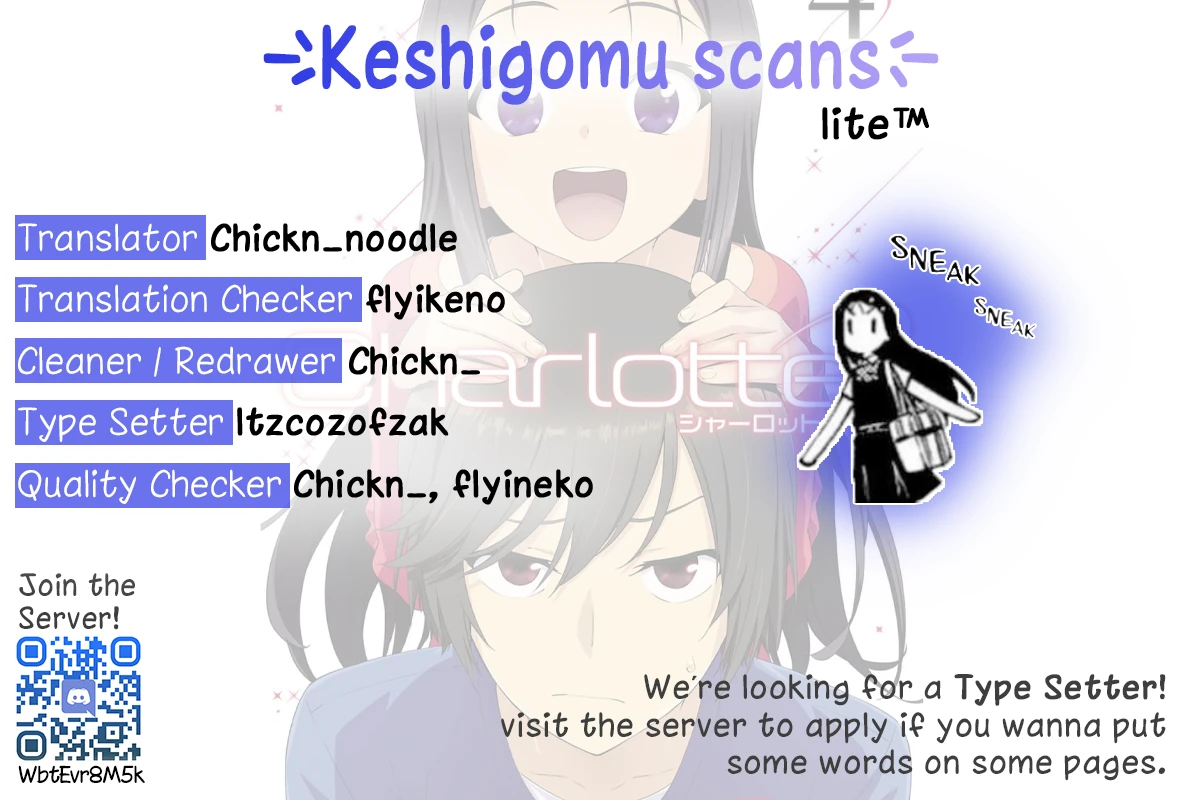 4
Keshigomu scans
lite™
Translator Chickn_noodle
Translation Checker flyikeno
Cleaner / Redrawer Chickn_
Type Setter Itzcozofzak
Quality Checker Chickn_, flyineko
SNEAK
SNEAK
Charlotte
シャーロット
Join the
Server!
WbtEvr8M5k
We're looking for a Type Setter!
visit the server to apply if you wanna put
some words on some pages.